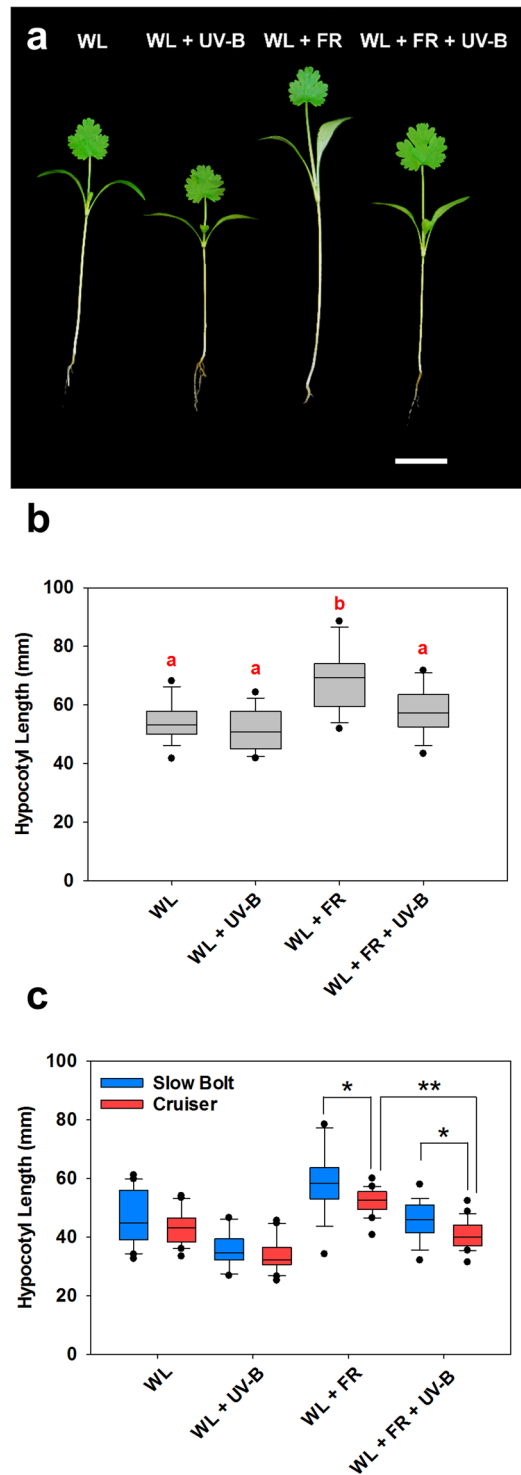 a
WL WL + UV-B WL + FR WL + FR + UV-B
b
100
80
60
40
20
0
Hypocotyl Length (mm)
a a b a
WL WL + UV-B WL + FR WL + FR + UV-B
c
100
80
60
40
20
0
Hypocotyl Length (mm)
Slow Bolt
Cruiser
* ** *
WL WL + UV-B WL + FR WL + FR + UV-B